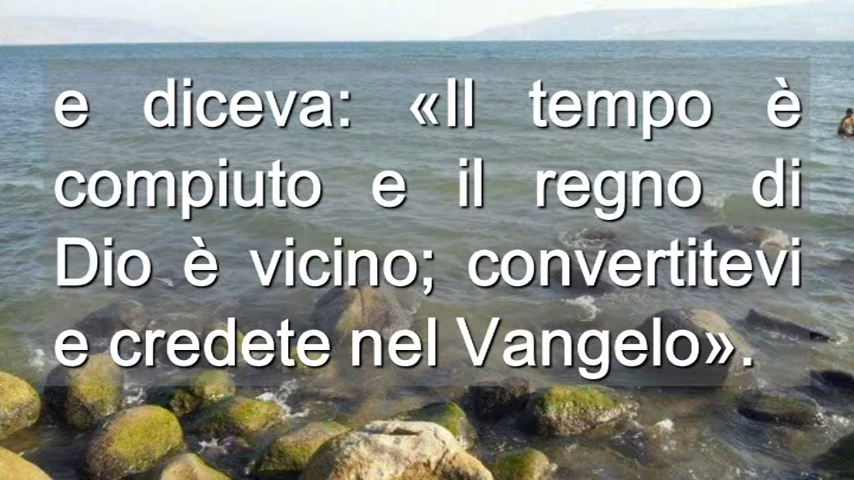 e diceva: «Il tempo è
compiuto e il regno di
Dio è vicino; convertitevi
e credete nel Vangelo».